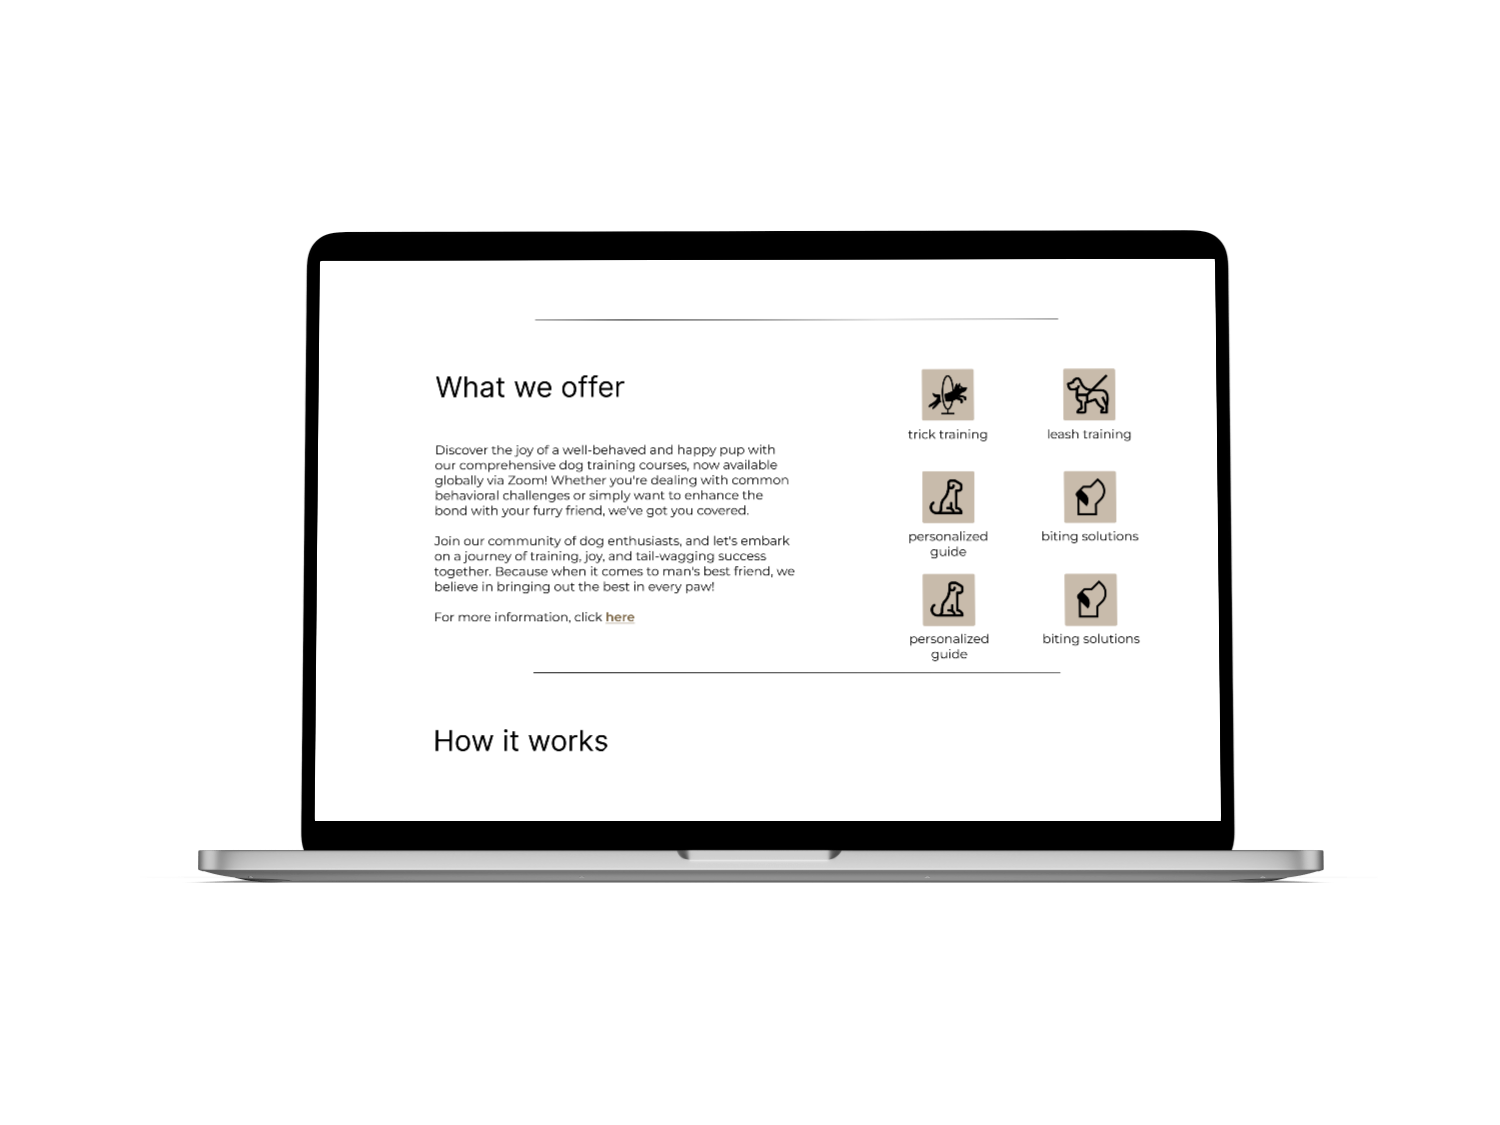 What we offer
Discover the joy of a well-behaved and happy pup with
our comprehensive dog training courses, now available
globally via Zoom! Whether you're dealing with common
behavioral challenges or simply want to enhance the
bond with your furry friend, we've got you covered.
Join our community of dog enthusiasts, and let's embark
on a journey of training, joy, and tail-wagging success
together. Because when it comes to man's best friend, we
believe in bringing out the best in every paw!
For more information, click here
trick training
leash training
personalized
guide
biting solutions
personalized
guide
biting solutions
How it works